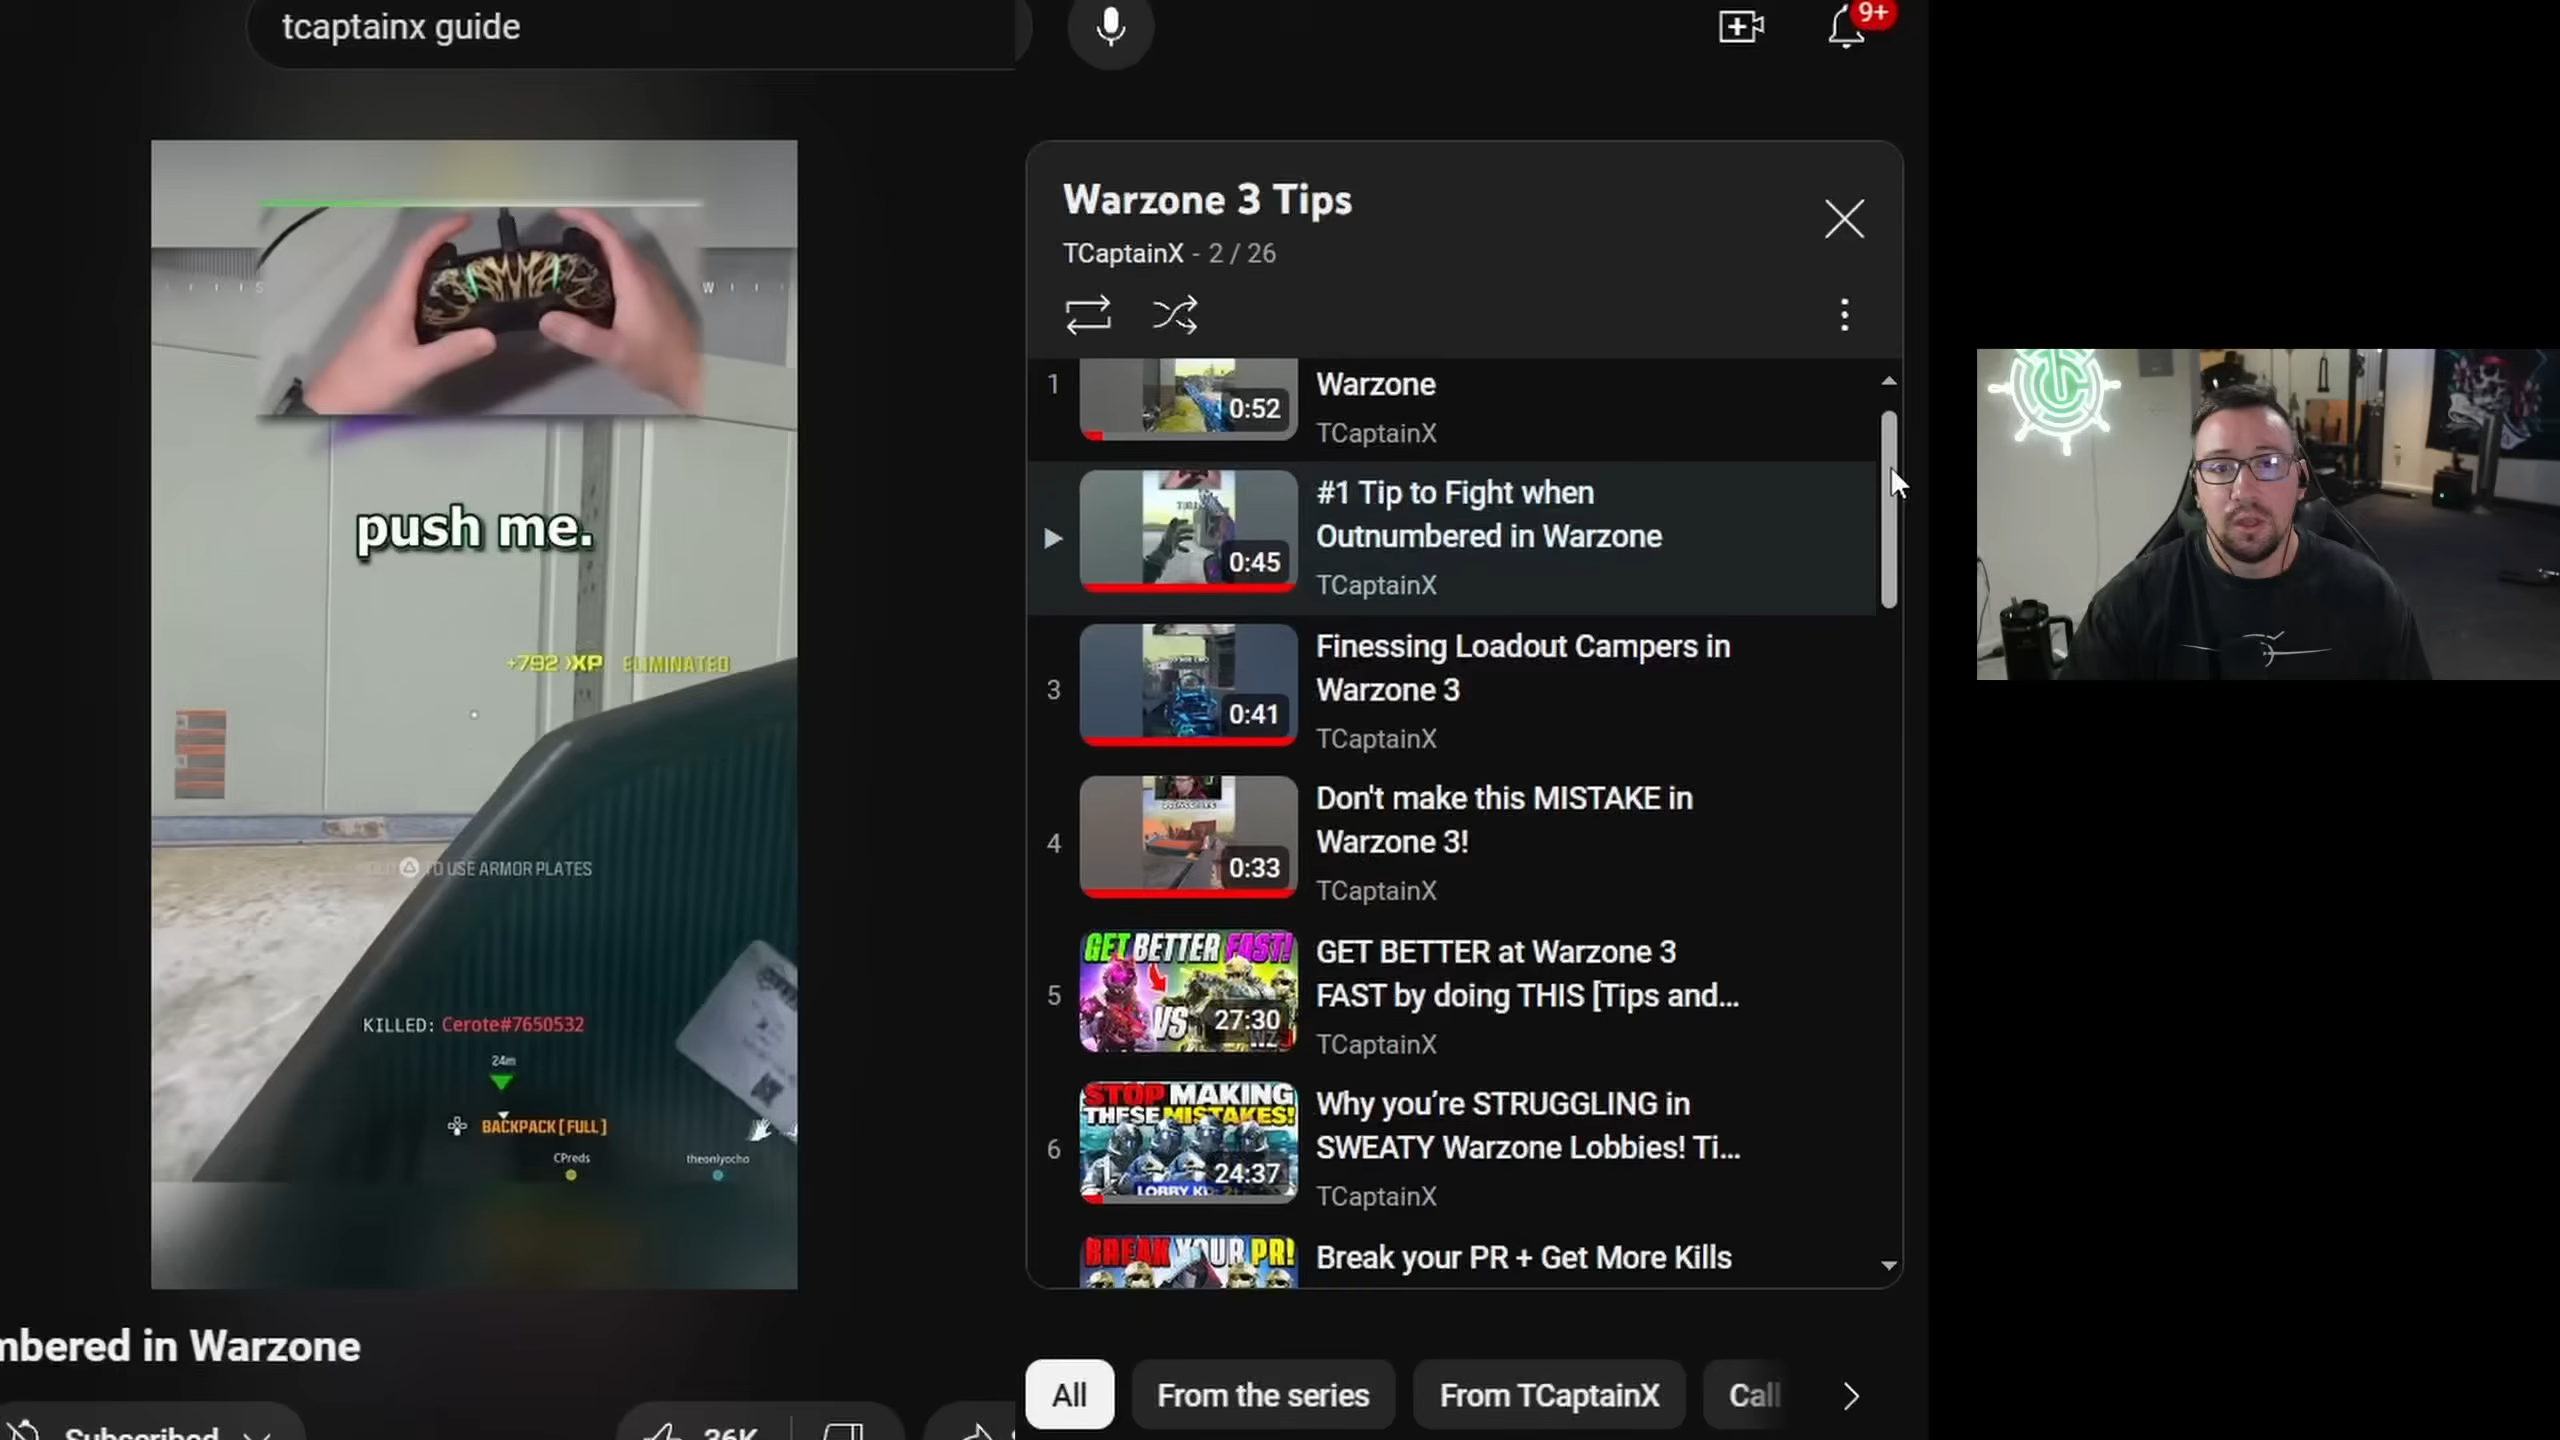 tcaptainx guide
9+
Warzone 3 Tips
TCaptainX - 2 / 26
S
W
push me.
+792 XP ELIMINATED
TO USE ARMOR PLATES
KILLED: Cerote#7650532
24m
BACKPACK [FULL]
CPreds
theonlyocho
1
0:52
Warzone
TCaptainX
0:45
#1 Tip to Fight when
Outnumbered in Warzone
TCaptainX
3
0:41
Finessing Loadout Campers in
Warzone 3
TCaptainX
4
0:33
Don't make this MISTAKE in
Warzone 3!
TCaptainX
5
GET BETTER FAST!
VS
27:30
GET BETTER at Warzone 3
FAST by doing THIS [Tips and...
TCaptainX
6
STOP MAKING
THESE MISTAKES!
24:37
Why you’re STRUGGLING in
SWEATY Warzone Lobbies! Ti...
TCaptainX
BREAK YOUR PR!
Break your PR + Get More Kills
mbered in Warzone
Subscribed
36K
All
From the series
From TCaptainX
Call